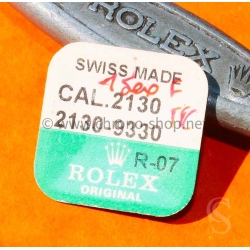 ROLEX
SWISS MADE
CAL.2130
2130.9330
R-07
ROLEX
ORIGINAL